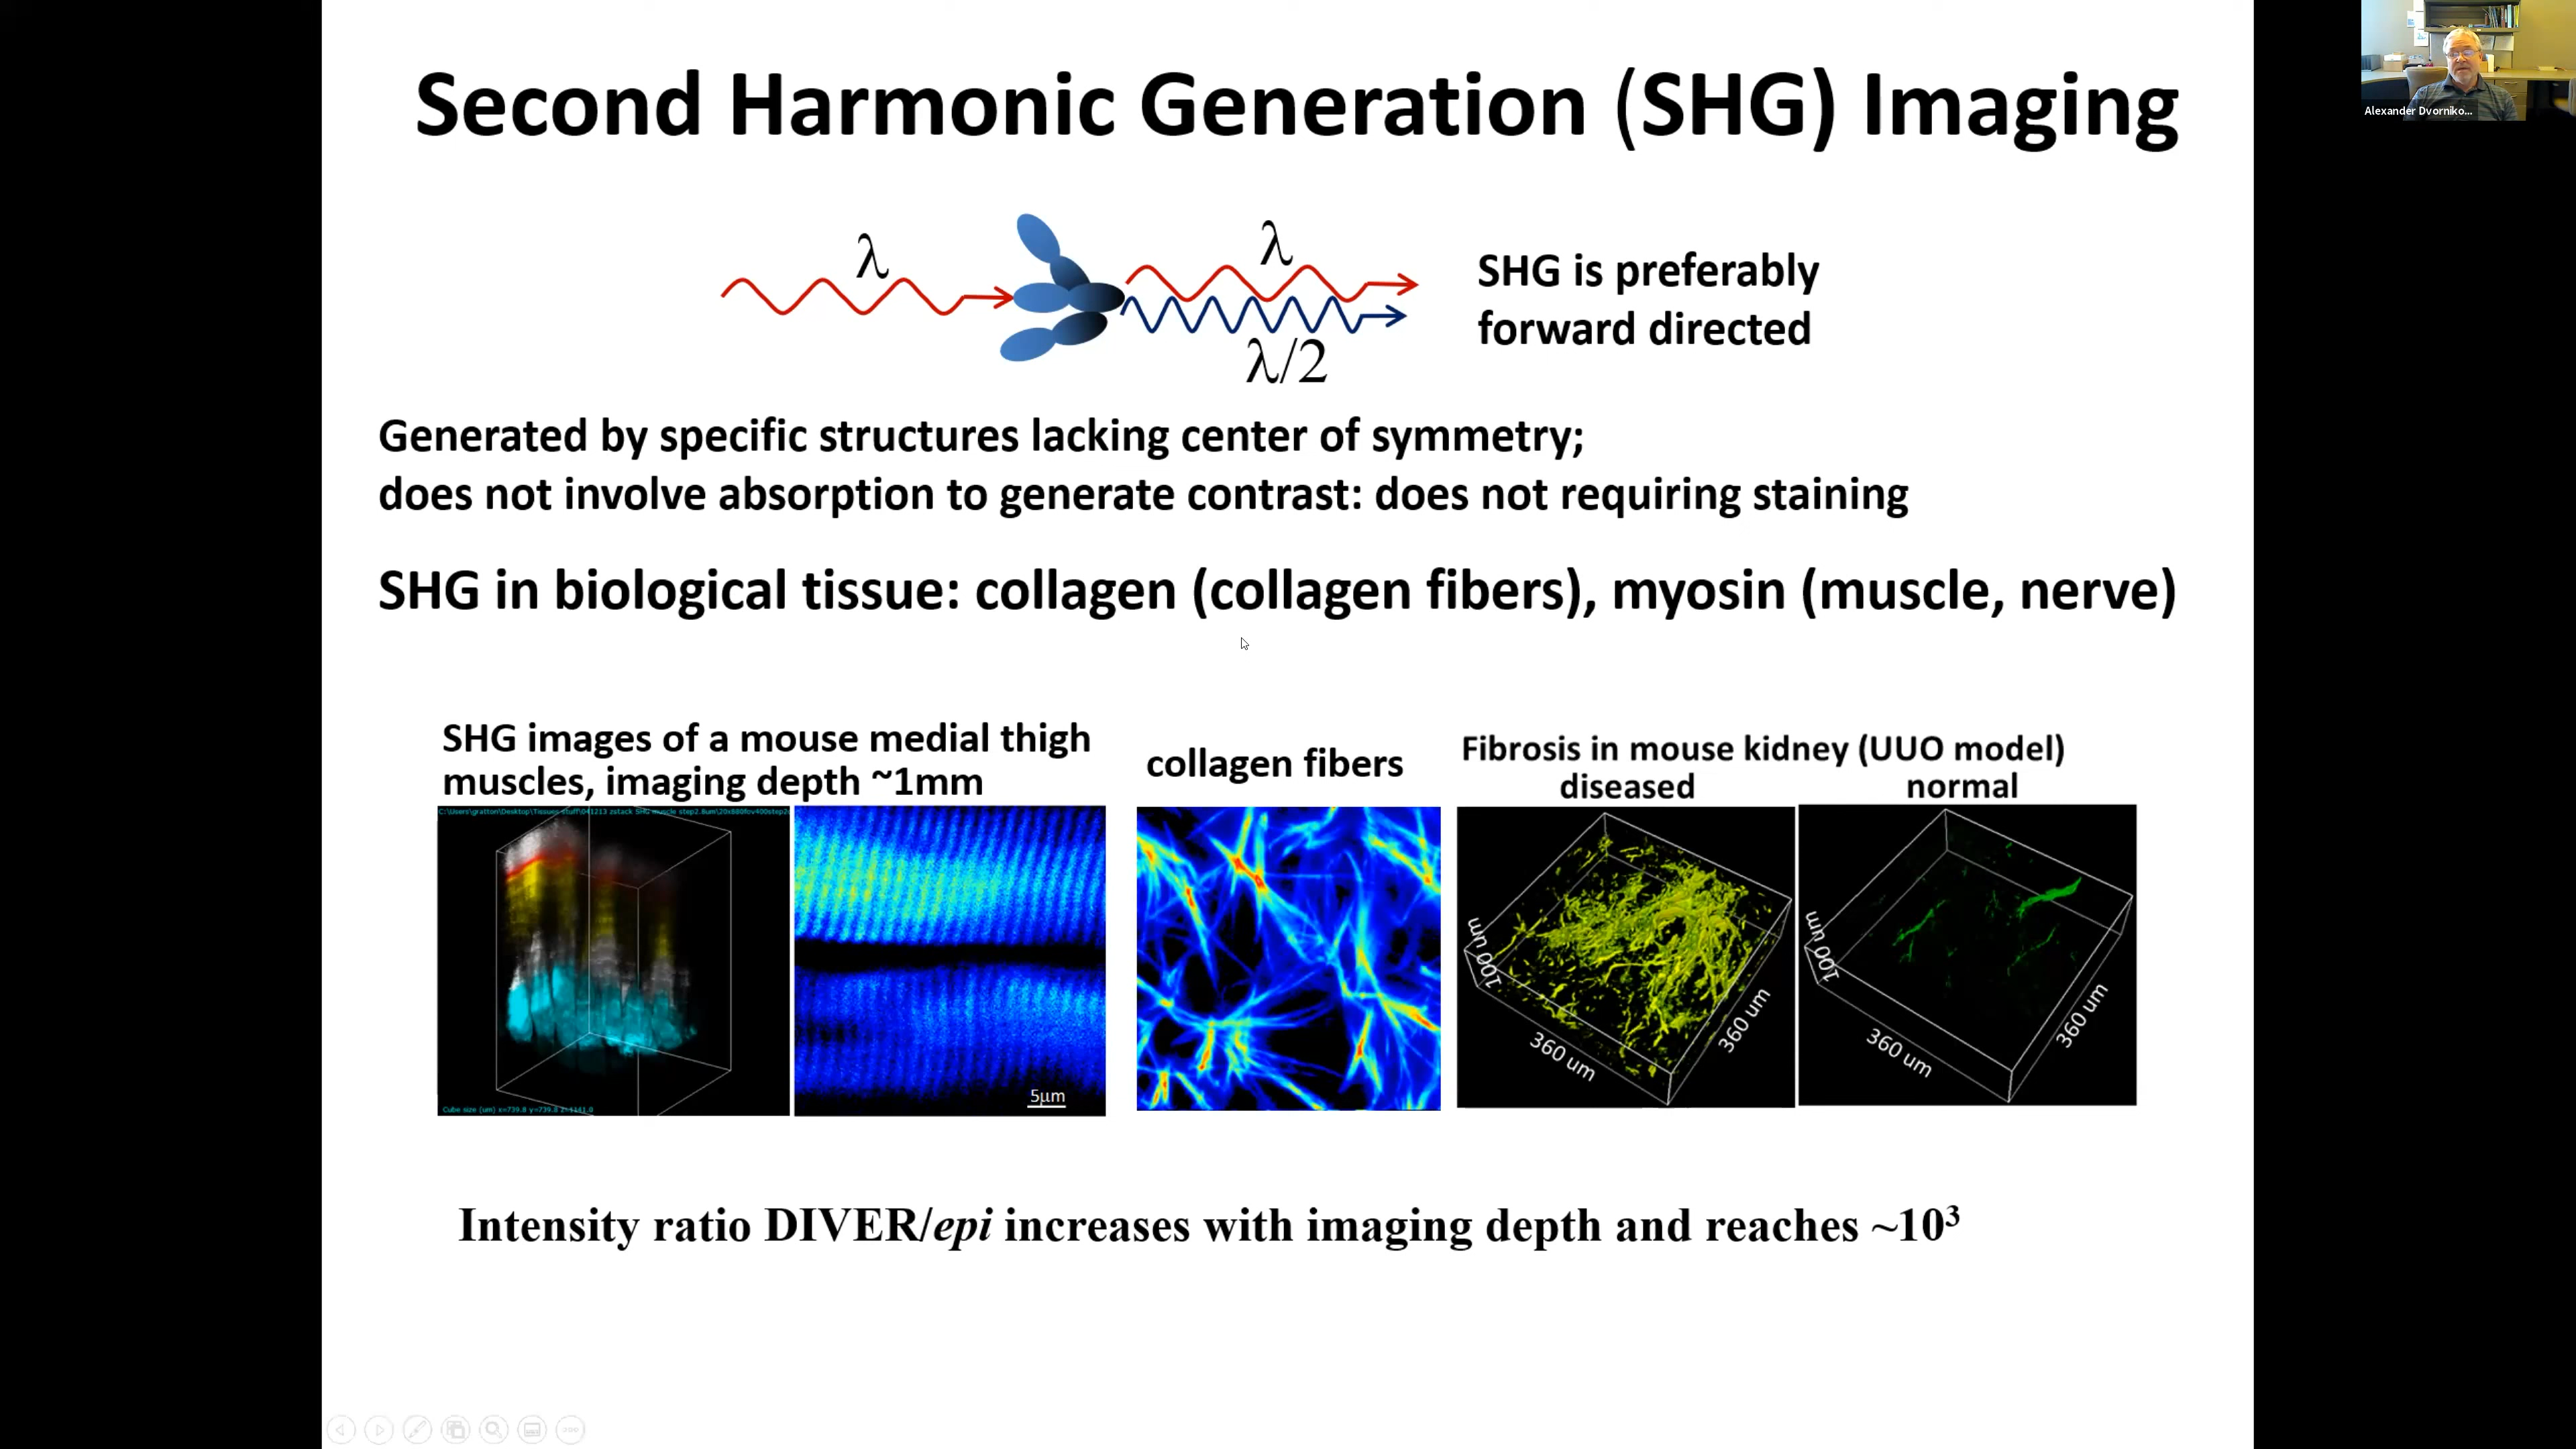 Second Harmonic Generation (SHG) Imaging
Alexander Dvorniko...
λ
λ
λ/2
SHG is preferably
forward directed
Generated by specific structures lacking center of symmetry;
does not involve absorption to generate contrast: does not requiring staining
SHG in biological tissue: collagen (collagen fibers), myosin (muscle, nerve)
SHG images of a mouse medial thigh
muscles, imaging depth ~1mm
collagen fibers
Fibrosis in mouse kidney (UUO model)
diseased
normal
5μm
100 um
360 um
360 um
100 um
360 um
360 um
Intensity ratio DIVER/epi increases with imaging depth and reaches ~10³